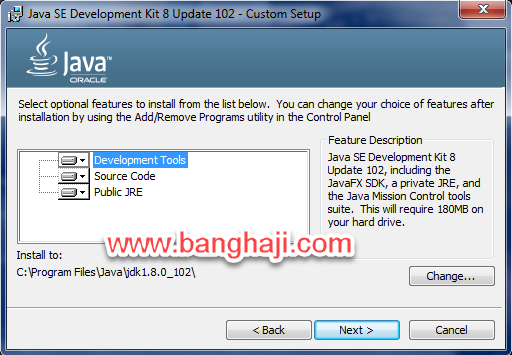 Java SE Development Kit 8 Update 102 - Custom Setup
Java™
ORACLE
Select optional features to install from the list below. You can change your choice of features after
installation by using the Add/Remove Programs utility in the Control Panel
Development Tools
Source Code
Public JRE
Feature Description
Java SE Development Kit 8
Update 102, including the
JavaFX SDK, a private JRE, and
the Java Mission Control tools
suite. This will require 180MB on
your hard drive.
www.banghaji.com
Install to:
C:\Program Files\Java\jdk1.8.0_102\
Change...
< Back
Next >
Cancel